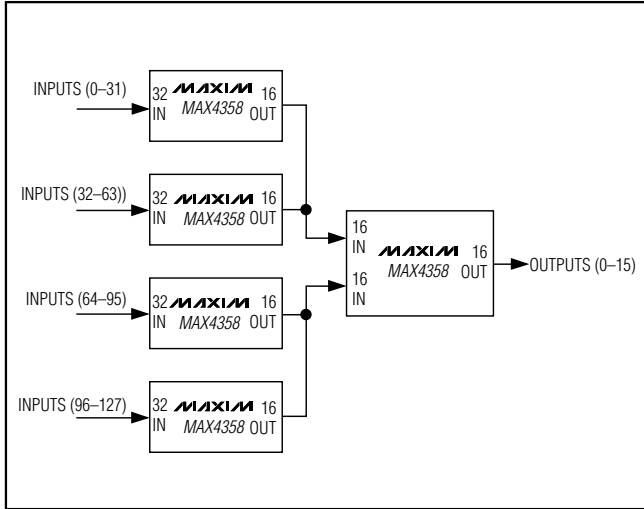 INPUTS (0–31)
32 MAXIM 16
IN MAX4358 OUT
INPUTS (32–63))
32 MAXIM 16
IN MAX4358 OUT
16
IN
MAXIM 16
MAX4358 OUT
OUTPUTS (0–15)
16
IN
INPUTS (64–95)
32 MAXIM 16
IN MAX4358 OUT
INPUTS (96–127)
32 MAXIM 16
IN MAX4358 OUT